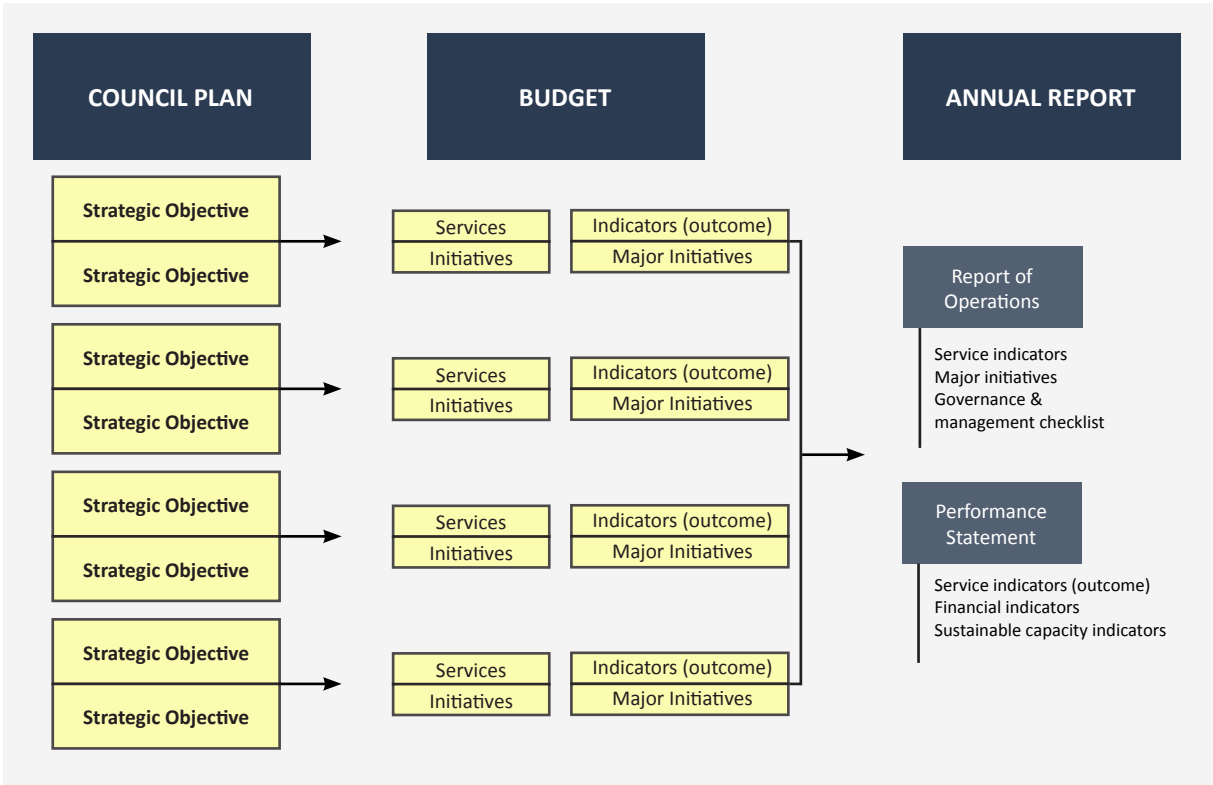 COUNCIL PLAN
BUDGET
ANNUAL REPORT
Strategic Objective
Strategic Objective
Services
Initiatives
Indicators (outcome)
Major Initiatives
Strategic Objective
Strategic Objective
Services
Initiatives
Indicators (outcome)
Major Initiatives
Strategic Objective
Strategic Objective
Services
Initiatives
Indicators (outcome)
Major Initiatives
Strategic Objective
Strategic Objective
Services
Initiatives
Indicators (outcome)
Major Initiatives
Report of
Operations
Service indicators
Major initiatives
Governance &
management checklist
Performance
Statement
Service indicators (outcome)
Financial indicators
Sustainable capacity indicators